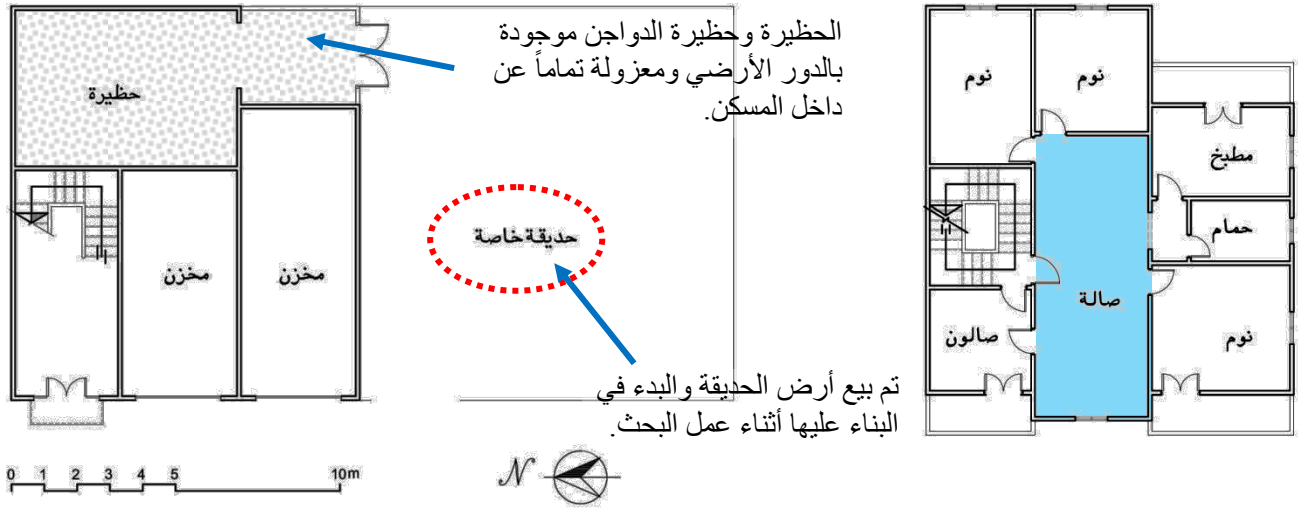 الحظيرة وحظيرة الدواجن موجودة
بالدور الأرضي ومعزولة تماماً عن
داخل المسكن.
حظيرة
مخزن
مخزن
حديقة خاصة
تم بيع أرض الحديقة والبدء في
البناء عليها أثناء عمل البحث.
0 1 2 3 4 5 10m
N
نوم
نوم
مطبخ
حمام
صالة
صالون
نوم